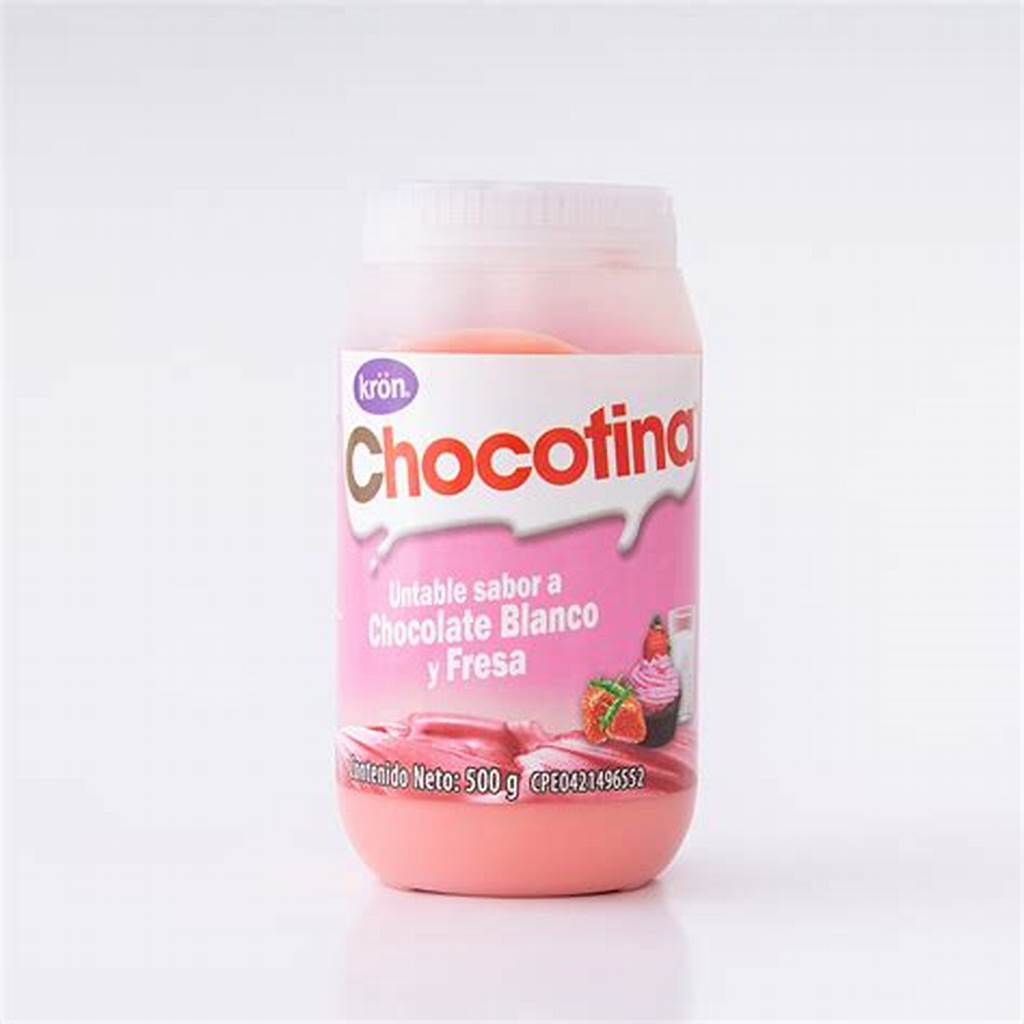 krön
Chocotina
Untable sabor a
Chocolate Blanco
y Fresa
Contenido Neto: 500 g CPE0421496552